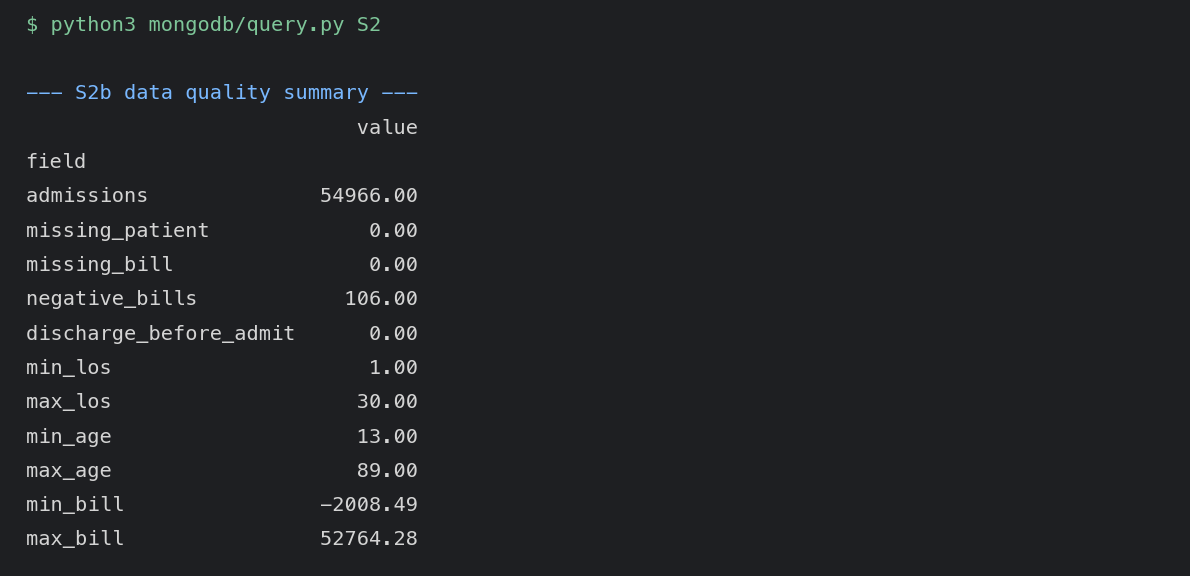 $ python3 mongodb/query.py S2
--- S2b data quality summary ---
value
field
admissions 54966.00
missing_patient 0.00
missing_bill 0.00
negative_bills 106.00
discharge_before_admit 0.00
min_los 1.00
max_los 30.00
min_age 13.00
max_age 89.00
min_bill -2008.49
max_bill 52764.28